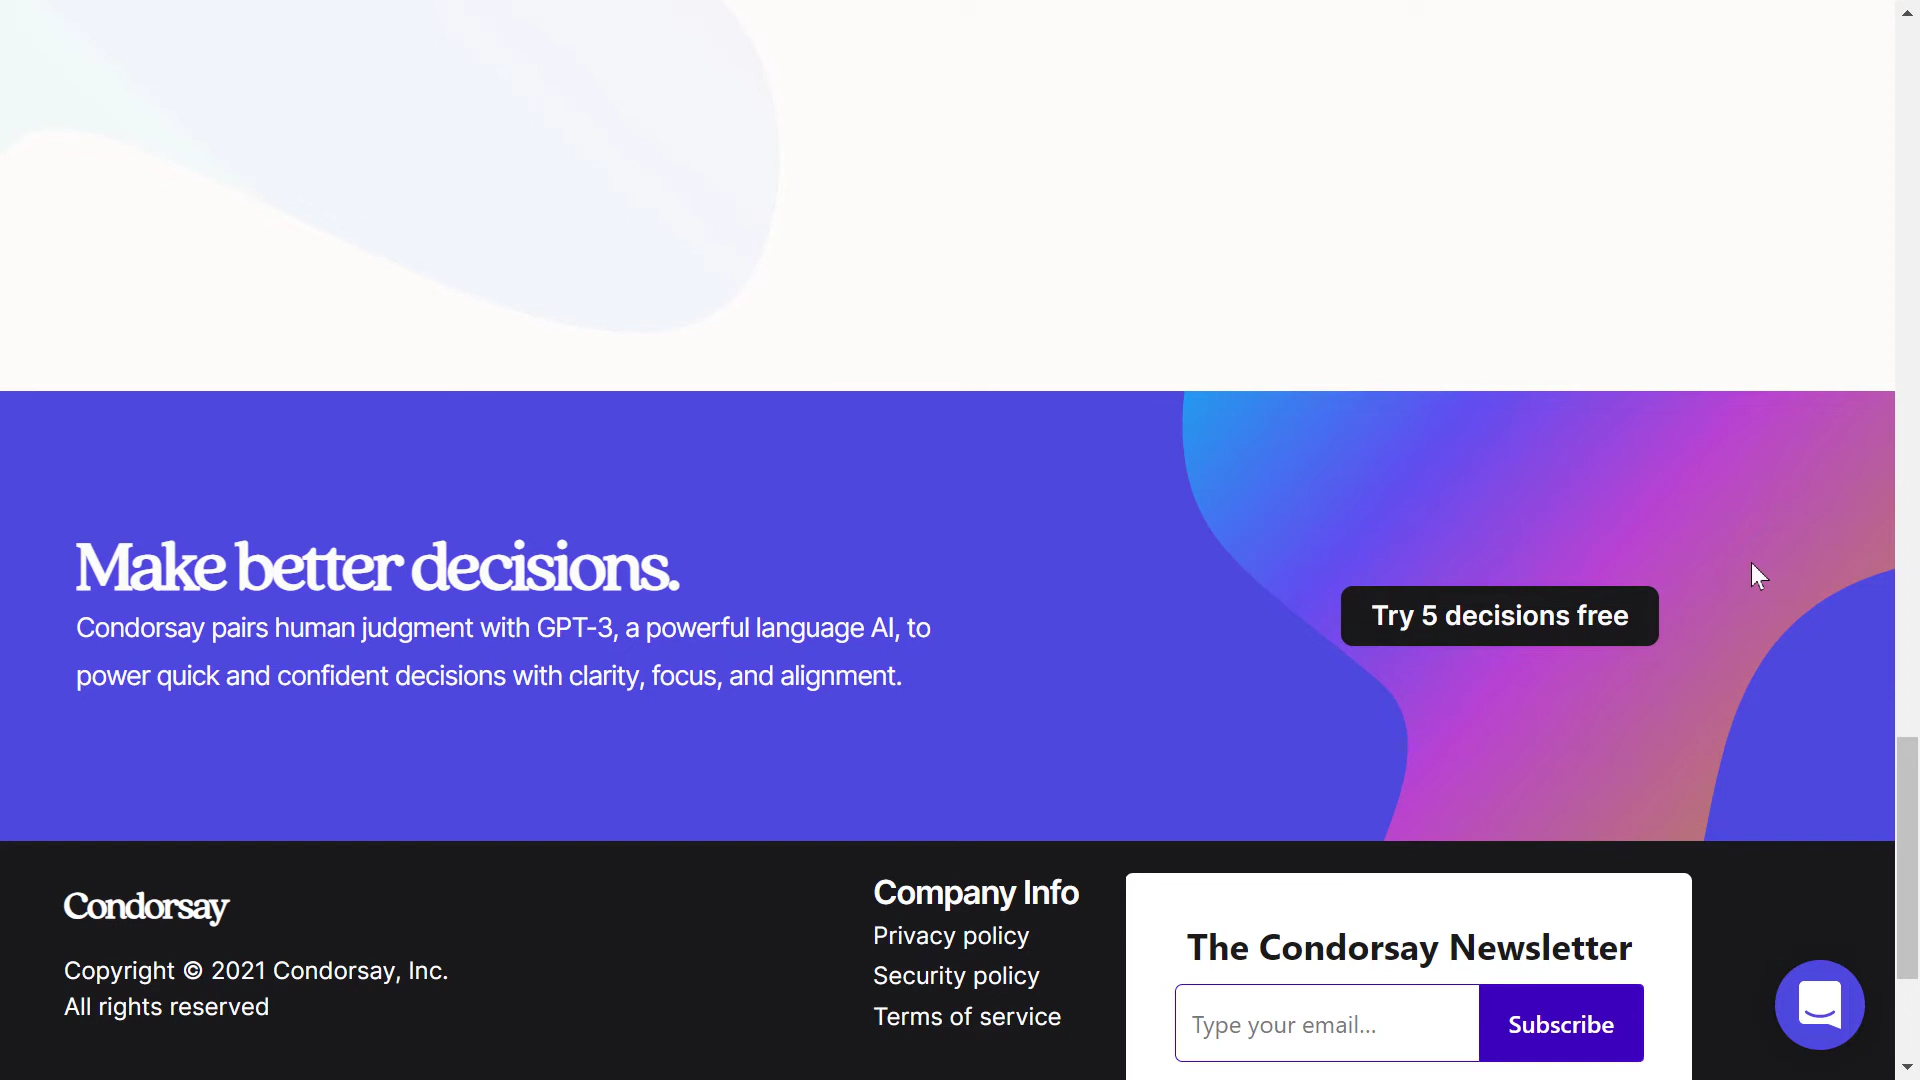 Make better decisions.
Condorsay pairs human judgment with GPT-3, a powerful language AI, to
power quick and confident decisions with clarity, focus, and alignment.
Try 5 decisions free
Condorsay
Copyright © 2021 Condorsay, Inc.
All rights reserved
Company Info
Privacy policy
Security policy
Terms of service
The Condorsay Newsletter
Type your email...
Subscribe